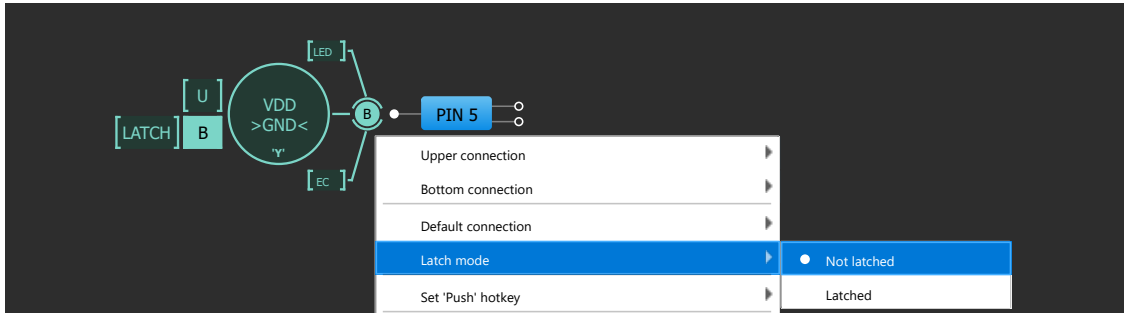 [LED]
[U]
VDD
[LATCH]
B
>GND<
B
PIN 5
'Y'
[EC]
Upper connection
Bottom connection
Default connection
Latch mode
Not latched
Set 'Push' hotkey
Latched